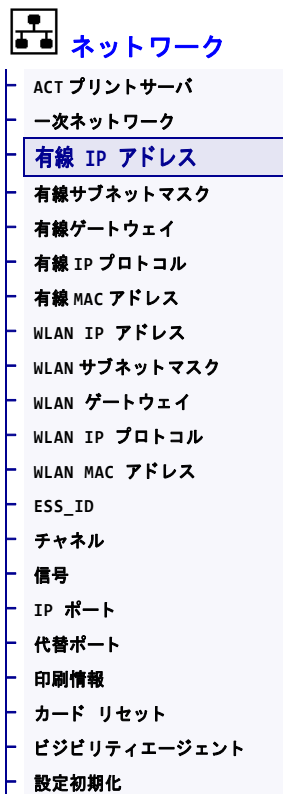 ネットワーク
ACT プリントサーバ
一次ネットワーク
有線 IP アドレス
有線サブネットマスク
有線ゲートウェイ
有線 IP プロトコル
有線 MAC アドレス
WLAN IP アドレス
WLAN サブネットマスク
WLAN ゲートウェイ
WLAN IP プロトコル
WLAN MAC アドレス
ESS_ID
チャネル
信号
IP ポート
代替ポート
印刷情報
カード リセット
ビジビリティエージェント
設定初期化